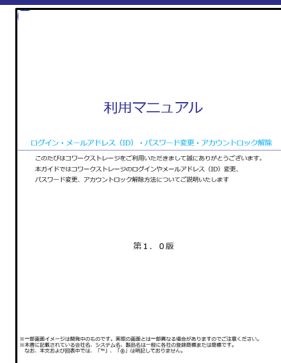 利用マニュアル
ログイン・メールアドレス（ID）・パスワード変更・アカウントロック解除
このたびはコワークストレージをご利用いただきまして誠にありがとうございます。
本ガイドではコワークストレージのログインやメールアドレス（ID）変更、
パスワード変更、アカウントロック解除方法についてご説明いたします
第1．0版
※一部画面イメージは開発中のものです。実際の画面とは一部異なる場合がありますのでご注意ください。
※本書に記載されている会社名、システム名、製品名は一般に各社の登録商標または商標です。
なお、本文および図表中では、「™」、「®」は明記しておりません。